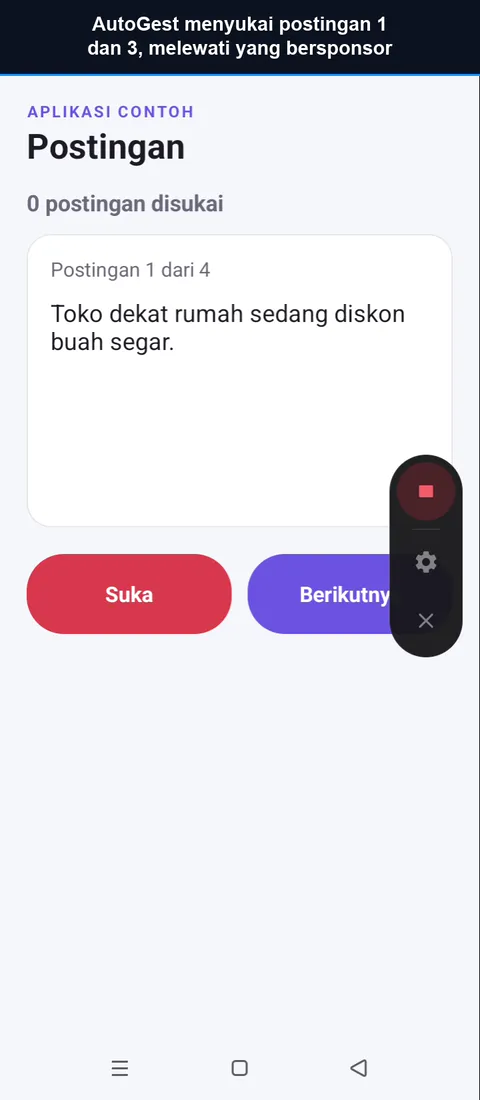 AutoGest menyukai postingan 1
dan 3, melewati yang bersponsor
APLIKASI CONTOH
Postingan
0 postingan disukai
Postingan 1 dari 4
Toko dekat rumah sedang diskon
buah segar.
Suka
Berikutny